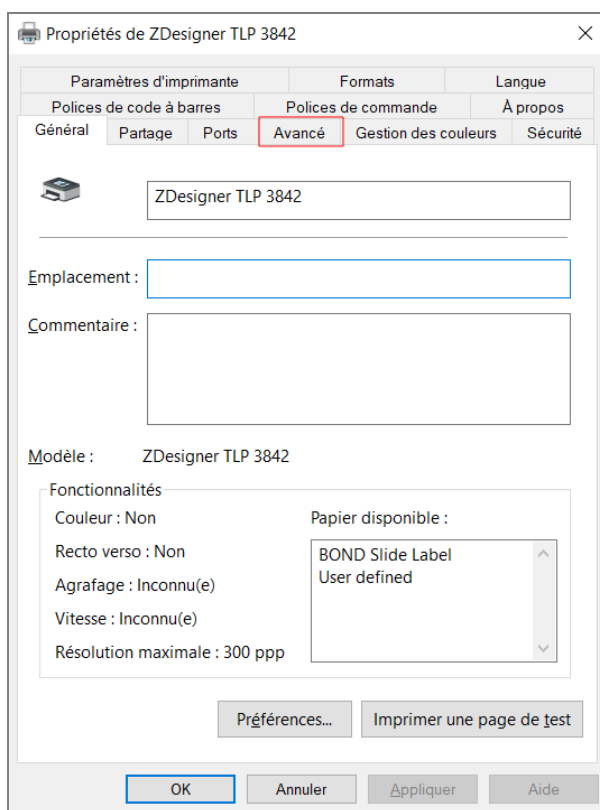 Propriétés de ZDesigner TLP 3842
Paramètres d'imprimante Formats Langue
Polices de code à barres Polices de commande À propos
Général Partage Ports Avancé Gestion des couleurs Sécurité
ZDesigner TLP 3842
Emplacement :
Commentaire :
Modèle : ZDesigner TLP 3842
Fonctionnalités
Couleur : Non Papier disponible :
Recto verso : Non BOND Slide Label
User defined
Agrafage : Inconnu(e)
Vitesse : Inconnu(e)
Résolution maximale : 300 ppp
Préférences... Imprimer une page de test
OK Annuler Appliquer Aide